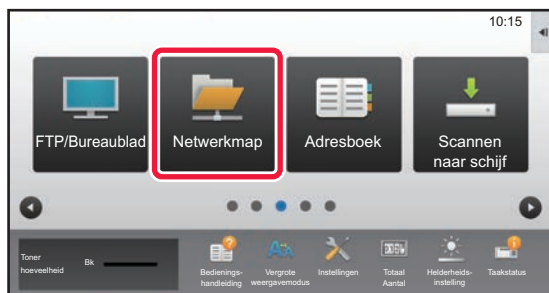 10:15
FTP/Bureaublad
Netwerkmap
Adresboek
Scannen
naar schijf
Toner
hoeveelheid
Bk
Bedienings-
handleiding
Vergrote
weergavemodus
Instellingen
Totaal
Aantal
Helderheids-
instelling
Taakstatus